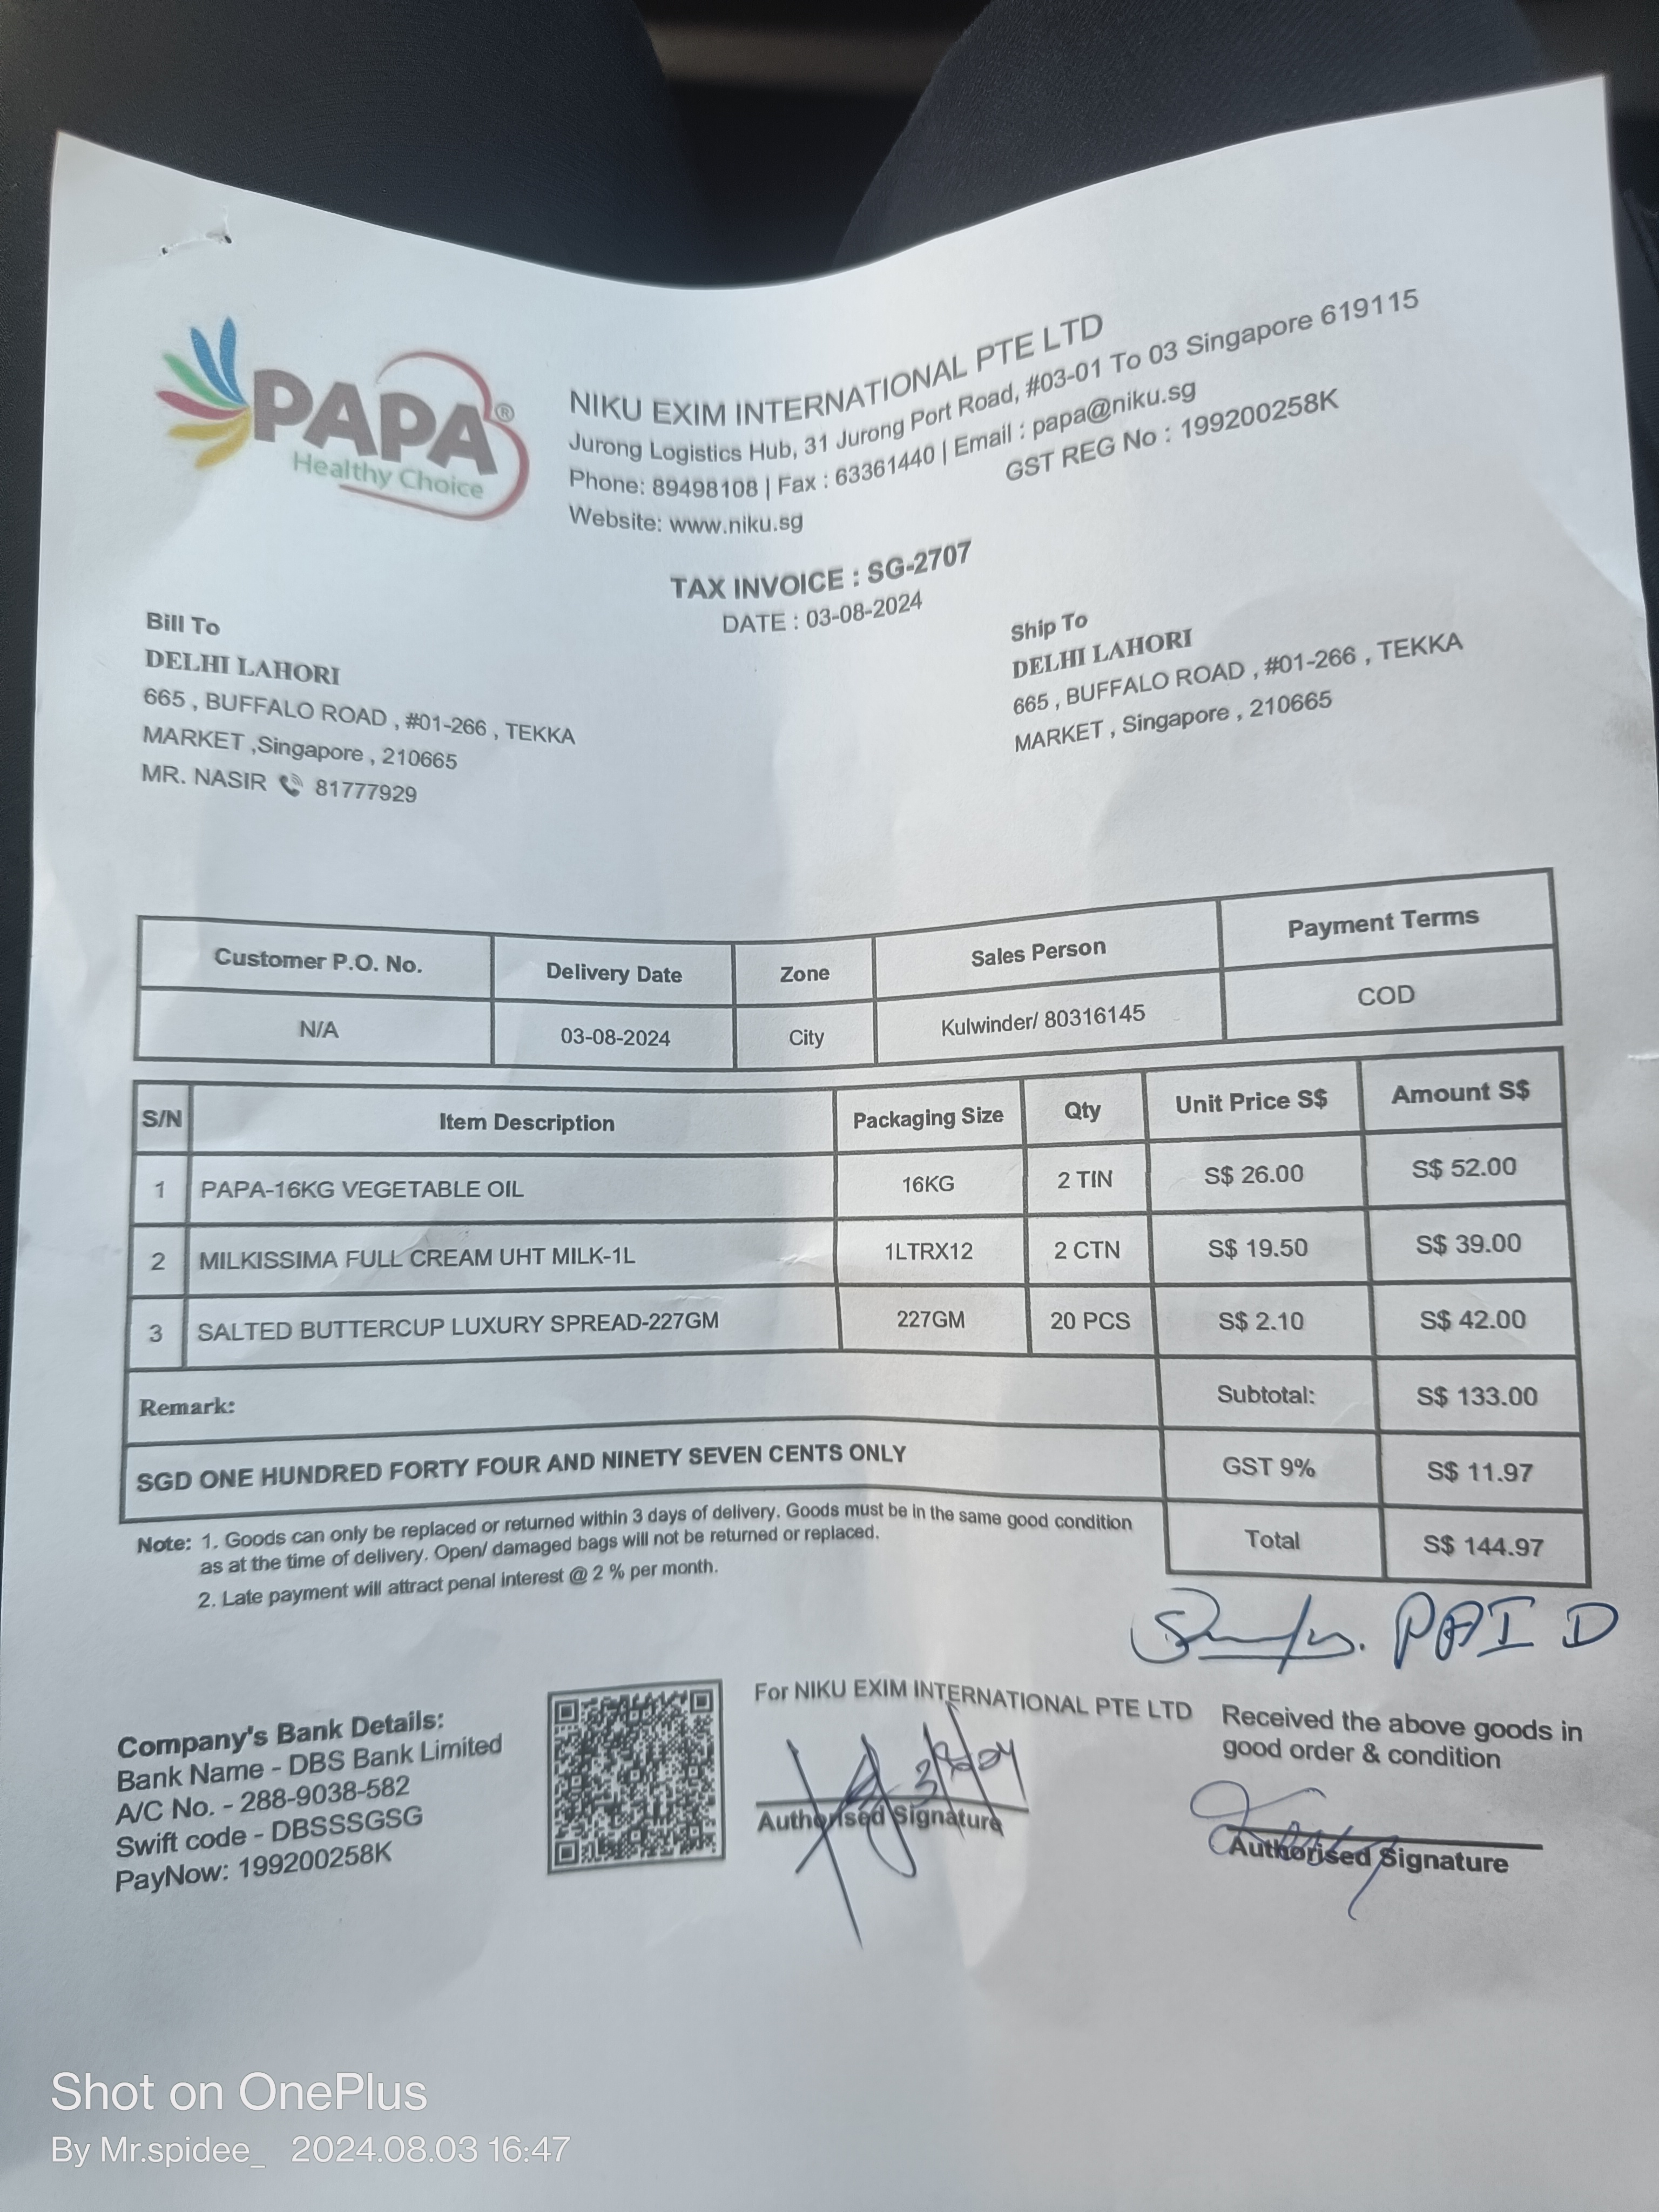 PAPA®
Healthy Choice
NIKU EXIM INTERNATIONAL PTE LTD
Jurong Logistics Hub, 31 Jurong Port Road, #03-01 To 03 Singapore 619115
Phone: 89498108 | Fax : 63361440 | Email : papa@niku.sg
Website: www.niku.sg
GST REG No : 199200258K
TAX INVOICE : SG-2707
DATE : 03-08-2024
Bill To
DELHI LAHORI
665 , BUFFALO ROAD , #01-266 , TEKKA
MARKET ,Singapore , 210665
MR. NASIR 81777929
Ship To
DELHI LAHORI
665 , BUFFALO ROAD , #01-266 , TEKKA
MARKET , Singapore , 210665
Customer P.O. No. Delivery Date Zone Sales Person Payment Terms
N/A 03-08-2024 City Kulwinder/ 80316145 COD
S/N Item Description Packaging Size Qty Unit Price S$ Amount S$
1 PAPA-16KG VEGETABLE OIL 16KG 2 TIN S$ 26.00 S$ 52.00
2 MILKISSIMA FULL CREAM UHT MILK-1L 1LTRX12 2 CTN S$ 19.50 S$ 39.00
3 SALTED BUTTERCUP LUXURY SPREAD-227GM 227GM 20 PCS S$ 2.10 S$ 42.00
Remark: Subtotal: S$ 133.00
SGD ONE HUNDRED FORTY FOUR AND NINETY SEVEN CENTS ONLY GST 9% S$ 11.97
Total S$ 144.97
Note: 1. Goods can only be replaced or returned within 3 days of delivery. Goods must be in the same good condition
as at the time of delivery. Open/ damaged bags will not be returned or replaced.
2. Late payment will attract penal interest @ 2 % per month.
PAID
Company's Bank Details:
Bank Name - DBS Bank Limited
A/C No. - 288-9038-582
Swift code - DBSSSGSG
PayNow: 199200258K
For NIKU EXIM INTERNATIONAL PTE LTD
Authorised Signature
Received the above goods in
good order & condition
Authorised Signature
Shot on OnePlus
By Mr.spidee_ 2024.08.03 16:47